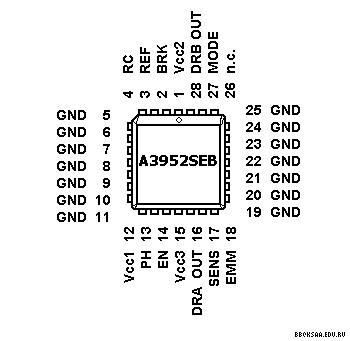 RC
REF
BRK
Vcc2
DRB OUT
MODE
n.c.
4
3
2
1
28
27
26
GND 5
GND 6
GND 7
GND 8
GND 9
GND 10
GND 11
A3952SEB
25 GND
24 GND
23 GND
22 GND
21 GND
20 GND
19 GND
Vcc1 12
PH 13
EN 14
Vcc3 15
DRA OUT 16
SENS 17
EMM 18